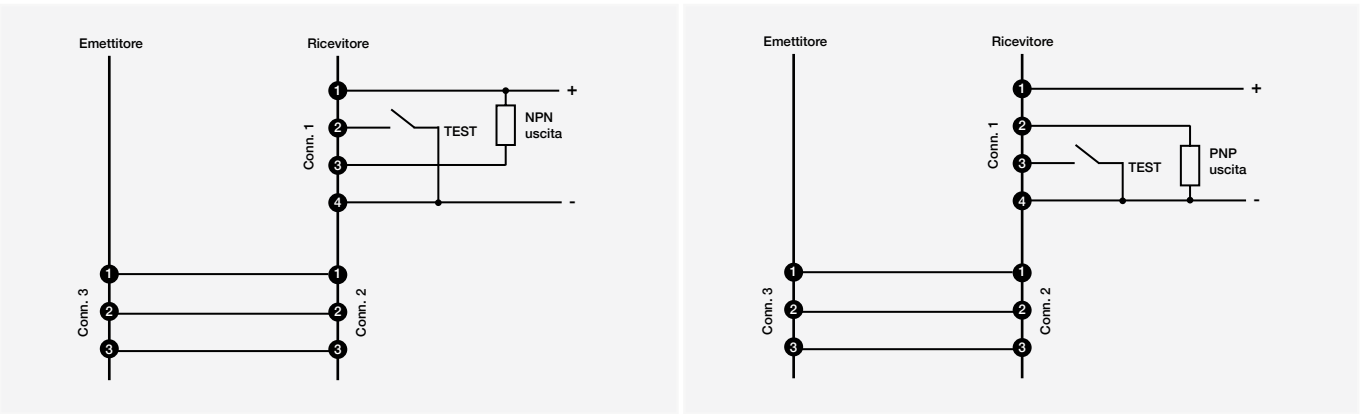 Emettitore
Ricevitore
1
+
2
TEST
NPN
uscita
Conn. 1
3
4
-
1
1
Conn. 3
2
2
Conn. 2
3
3
Emettitore
Ricevitore
1
+
2
Conn. 1
3
TEST
PNP
uscita
4
-
1
1
Conn. 3
2
2
Conn. 2
3
3